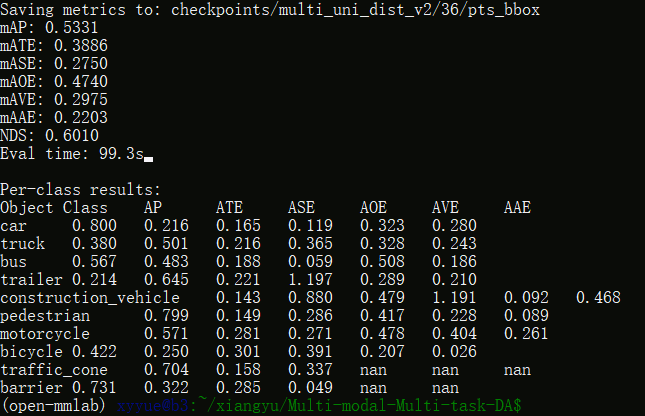 Saving metrics to: checkpoints/multi_uni_dist_v2/36/pts_bbox
mAP: 0.5331
mATE: 0.3886
mASE: 0.2750
mAOE: 0.4740
mAVE: 0.2975
mAAE: 0.2203
NDS: 0.6010
Eval time: 99.3s
Per-class results:
Object Class AP ATE ASE AOE AVE AAE
car 0.800 0.216 0.165 0.119 0.323 0.280
truck 0.380 0.501 0.216 0.365 0.328 0.243
bus 0.567 0.483 0.188 0.059 0.508 0.186
trailer 0.214 0.645 0.221 1.197 0.289 0.210
construction_vehicle 0.143 0.880 0.479 1.191 0.092 0.468
pedestrian 0.799 0.149 0.286 0.417 0.228 0.089
motorcycle 0.571 0.281 0.271 0.478 0.404 0.261
bicycle 0.422 0.250 0.301 0.391 0.207 0.026
traffic_cone 0.704 0.158 0.337 nan nan nan
barrier 0.731 0.322 0.285 0.049 nan nan
(open-mmlab) xyyue@b3:~/xiangyu/Multi-modal-Multi-task-DA$